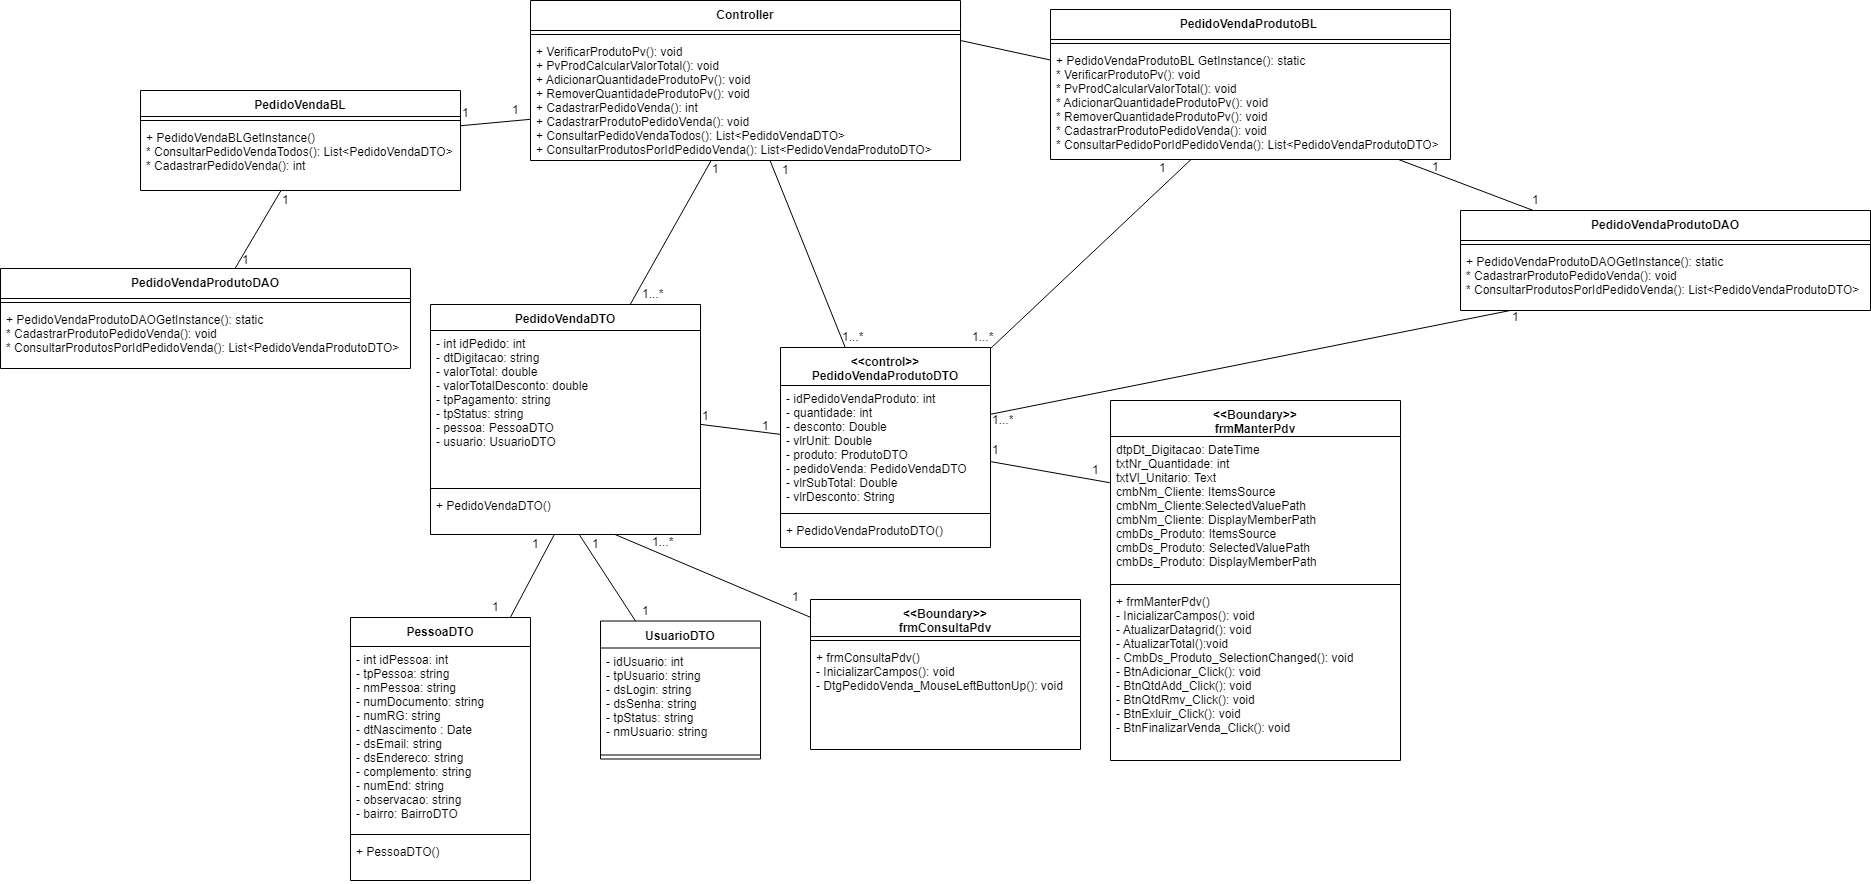 Controller
+ VerificarProdutoPv(): void
+ PvProdCalcularValorTotal(): void
+ AdicionarQuantidadeProdutoPv(): void
+ RemoverQuantidadeProdutoPv(): void
+ CadastrarPedidoVenda(): int
+ CadastrarProdutoPedidoVenda(): void
+ ConsultarPedidoVendaTodos(): List<PedidoVendaDTO>
+ ConsultarProdutosPorIdPedidoVenda(): List<PedidoVendaProdutoDTO>
1
1
PedidoVendaProdutoBL
+ PedidoVendaProdutoBL GetInstance(): static
* VerificarProdutoPv(): void
* PvProdCalcularValorTotal(): void
* AdicionarQuantidadeProdutoPv(): void
* RemoverQuantidadeProdutoPv(): void
* CadastrarProdutoPedidoVenda(): void
* ConsultarPedidoPorIdPedidoVenda(): List<PedidoVendaProdutoDTO>
1
1
PedidoVendaBL
+ PedidoVendaBLGetInstance()
* ConsultarPedidoVendaTodos(): List<PedidoVendaDTO>
* CadastrarPedidoVenda(): int
1
1
1
1
PedidoVendaProdutoDAO
+ PedidoVendaProdutoDAOGetInstance(): static
* CadastrarProdutoPedidoVenda(): void
* ConsultarProdutosPorIdPedidoVenda(): List<PedidoVendaProdutoDTO>
1
PedidoVendaProdutoDAO
+ PedidoVendaProdutoDAOGetInstance(): static
* CadastrarProdutoPedidoVenda(): void
* ConsultarProdutosPorIdPedidoVenda(): List<PedidoVendaProdutoDTO>
1
1...*
PedidoVendaDTO
- int idPedido: int
- dtDigitacao: string
- valorTotal: double
- valorTotalDesconto: double
- tpPagamento: string
- tpStatus: string
- pessoa: PessoaDTO
- usuario: UsuarioDTO
+ PedidoVendaDTO()
1
1
1...*
1...*
<<control>>
PedidoVendaProdutoDTO
- idPedidoVendaProduto: int
- quantidade: int
- desconto: Double
- vlrUnit: Double
- produto: ProdutoDTO
- pedidoVenda: PedidoVendaDTO
- vlrSubTotal: Double
- vlrDesconto: String
+ PedidoVendaProdutoDTO()
1...*
1
1
<<Boundary>>
frmManterPdv
dtpDt_Digitacao: DateTime
txtNr_Quantidade: int
txtVl_Unitario: Text
cmbNm_Cliente: ItemsSource
cmbNm_Cliente:SelectedValuePath
cmbNm_Cliente: DisplayMemberPath
cmbDs_Produto: ItemsSource
cmbDs_Produto: SelectedValuePath
cmbDs_Produto: DisplayMemberPath
+ frmManterPdv()
- InicializarCampos(): void
- AtualizarDatagrid(): void
- AtualizarTotal():void
- CmbDs_Produto_SelectionChanged(): void
- BtnAdicionar_Click(): void
- BtnQtdAdd_Click(): void
- BtnQtdRmv_Click(): void
- BtnExluir_Click(): void
- BtnFinalizarVenda_Click(): void
1
1
1...*
1
1
1
PessoaDTO
- int idPessoa: int
- tpPessoa: string
- nmPessoa: string
- numDocumento: string
- numRG: string
- dtNascimento : Date
- dsEmail: string
- dsEndereco: string
- complemento: string
- numEnd: string
- observacao: string
- bairro: BairroDTO
+ PessoaDTO()
UsuarioDTO
- idUsuario: int
- tpUsuario: string
- dsLogin: string
- dsSenha: string
- tpStatus: string
- nmUsuario: string
<<Boundary>>
frmConsultaPdv
+ frmConsultaPdv()
- InicializarCampos(): void
- DtgPedidoVenda_MouseLeftButtonUp(): void